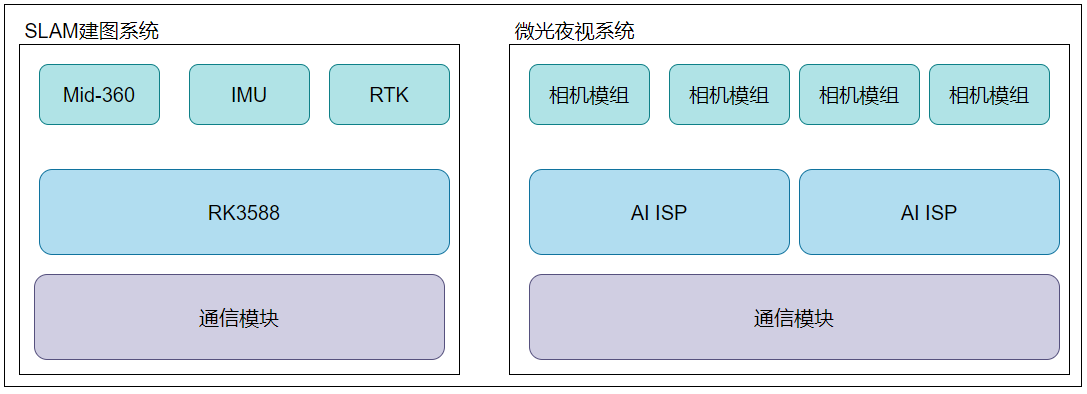 SLAM建图系统
微光夜视系统
Mid-360
IMU
RTK
相机模组
相机模组
相机模组
相机模组
RK3588
AI ISP
AI ISP
通信模块
通信模块